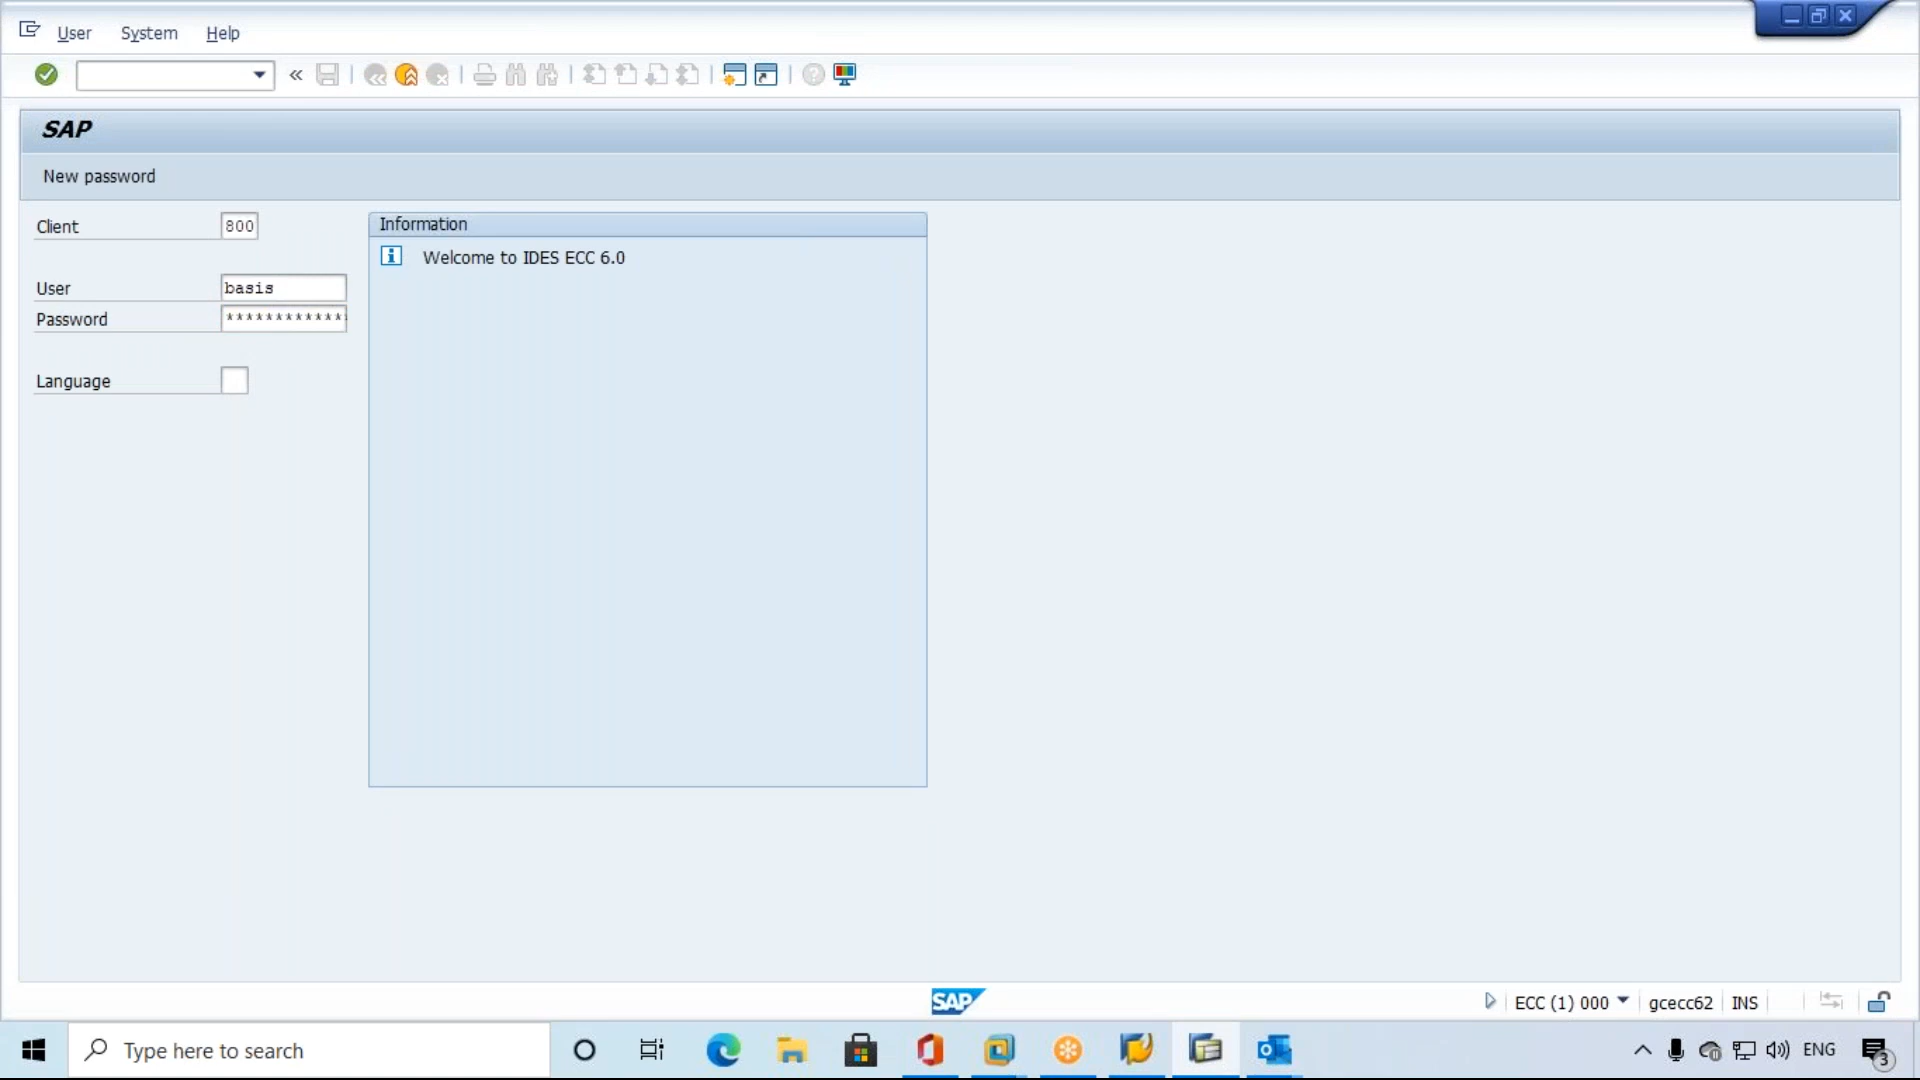 User System Help
SAP
New password
Client 800
Information
Welcome to IDES ECC 6.0
User basis
Password ************
Language
SAP
ECC (1) 000 gcecc62 INS
Type here to search
ENG
3